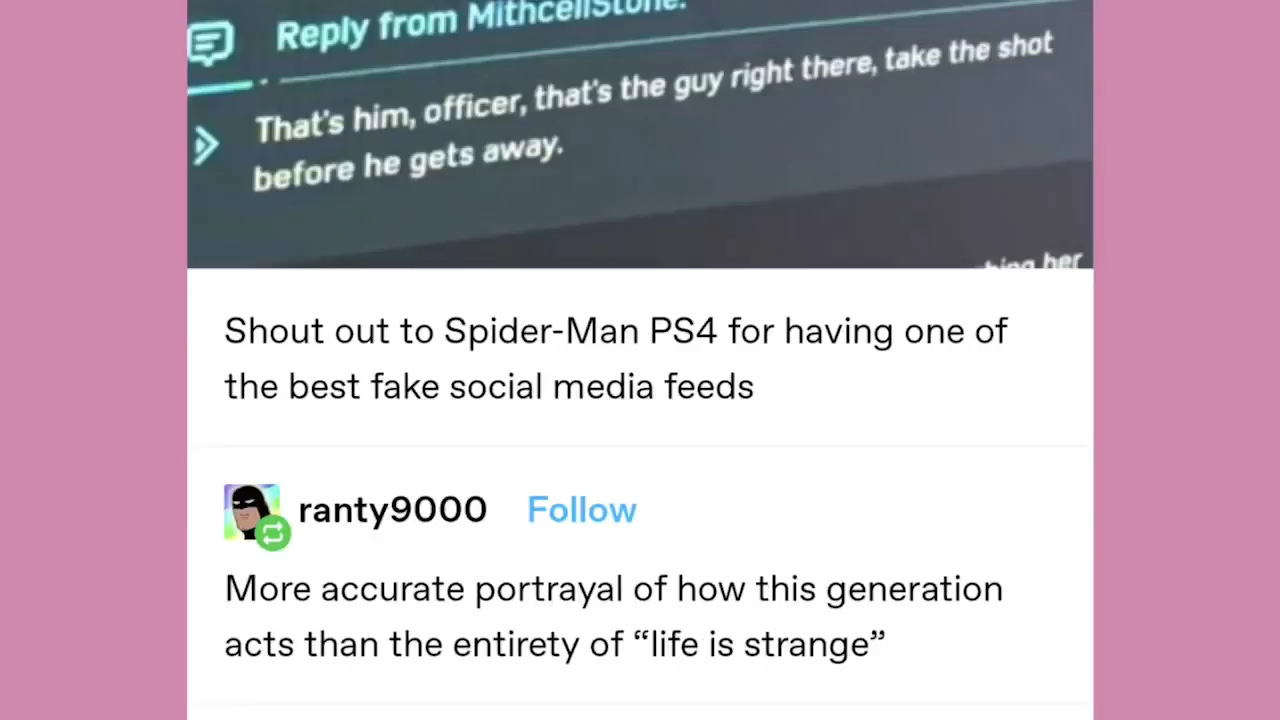 Reply from MithcellStone:
That's him, officer, that's the guy right there, take the shot
before he gets away.
her
Shout out to Spider-Man PS4 for having one of
the best fake social media feeds
ranty9000 Follow
More accurate portrayal of how this generation
acts than the entirety of “life is strange”